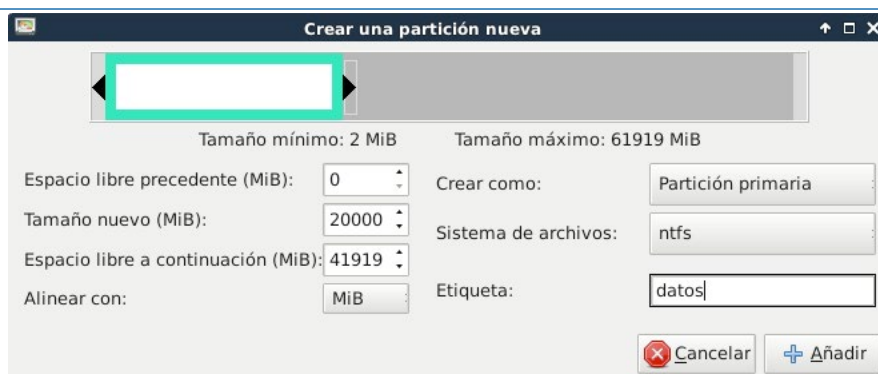 Crear una partición nueva
Tamaño mínimo: 2 MiB Tamaño máximo: 61919 MiB
Espacio libre precedente (MiB): 0
Tamaño nuevo (MiB): 20000
Espacio libre a continuación (MiB): 41919
Alinear con: MiB
Crear como: Partición primaria
Sistema de archivos: ntfs
Etiqueta: datos
Cancelar Añadir